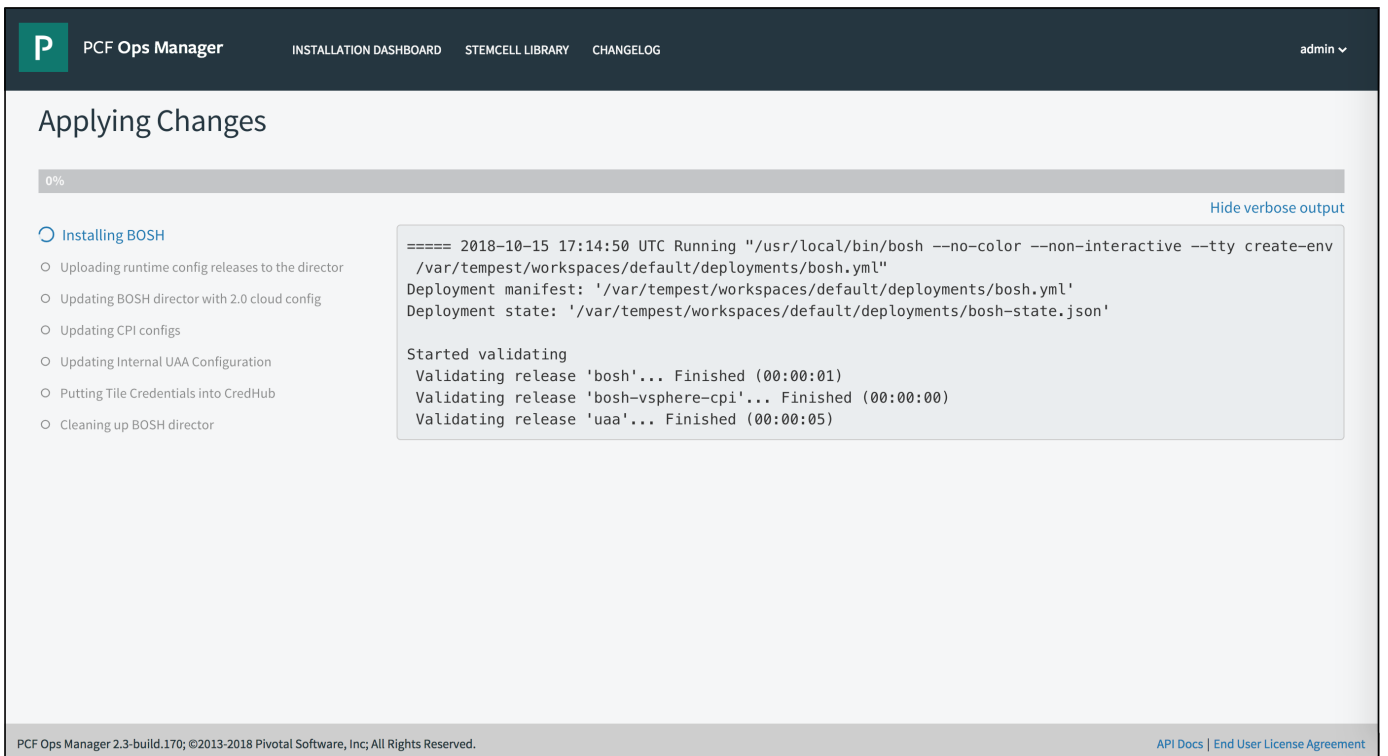 P PCF Ops Manager INSTALLATION DASHBOARD STEMCELL LIBRARY CHANGELOG admin
Applying Changes
0%
Hide verbose output
Installing BOSH
Uploading runtime config releases to the director
Updating BOSH director with 2.0 cloud config
Updating CPI configs
Updating Internal UAA Configuration
Putting Tile Credentials into CredHub
Cleaning up BOSH director
===== 2018-10-15 17:14:50 UTC Running "/usr/local/bin/bosh --no-color --non-interactive --tty create-env
/var/tempest/workspaces/default/deployments/bosh.yml"
Deployment manifest: '/var/tempest/workspaces/default/deployments/bosh.yml'
Deployment state: '/var/tempest/workspaces/default/deployments/bosh-state.json'
Started validating
Validating release 'bosh'... Finished (00:00:01)
Validating release 'bosh-vsphere-cpi'... Finished (00:00:00)
Validating release 'uaa'... Finished (00:00:05)
PCF Ops Manager 2.3-build.170; ©2013-2018 Pivotal Software, Inc; All Rights Reserved. API Docs | End User License Agreement